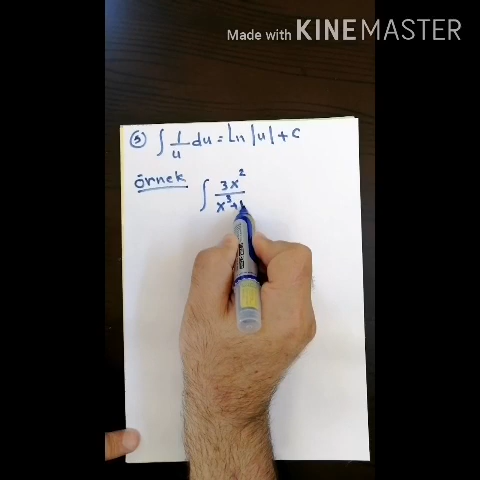 Made with KINEMASTER
⑤ ∫ 1/u du = Ln |u| + c
örnek
∫ 3x² / x³+1